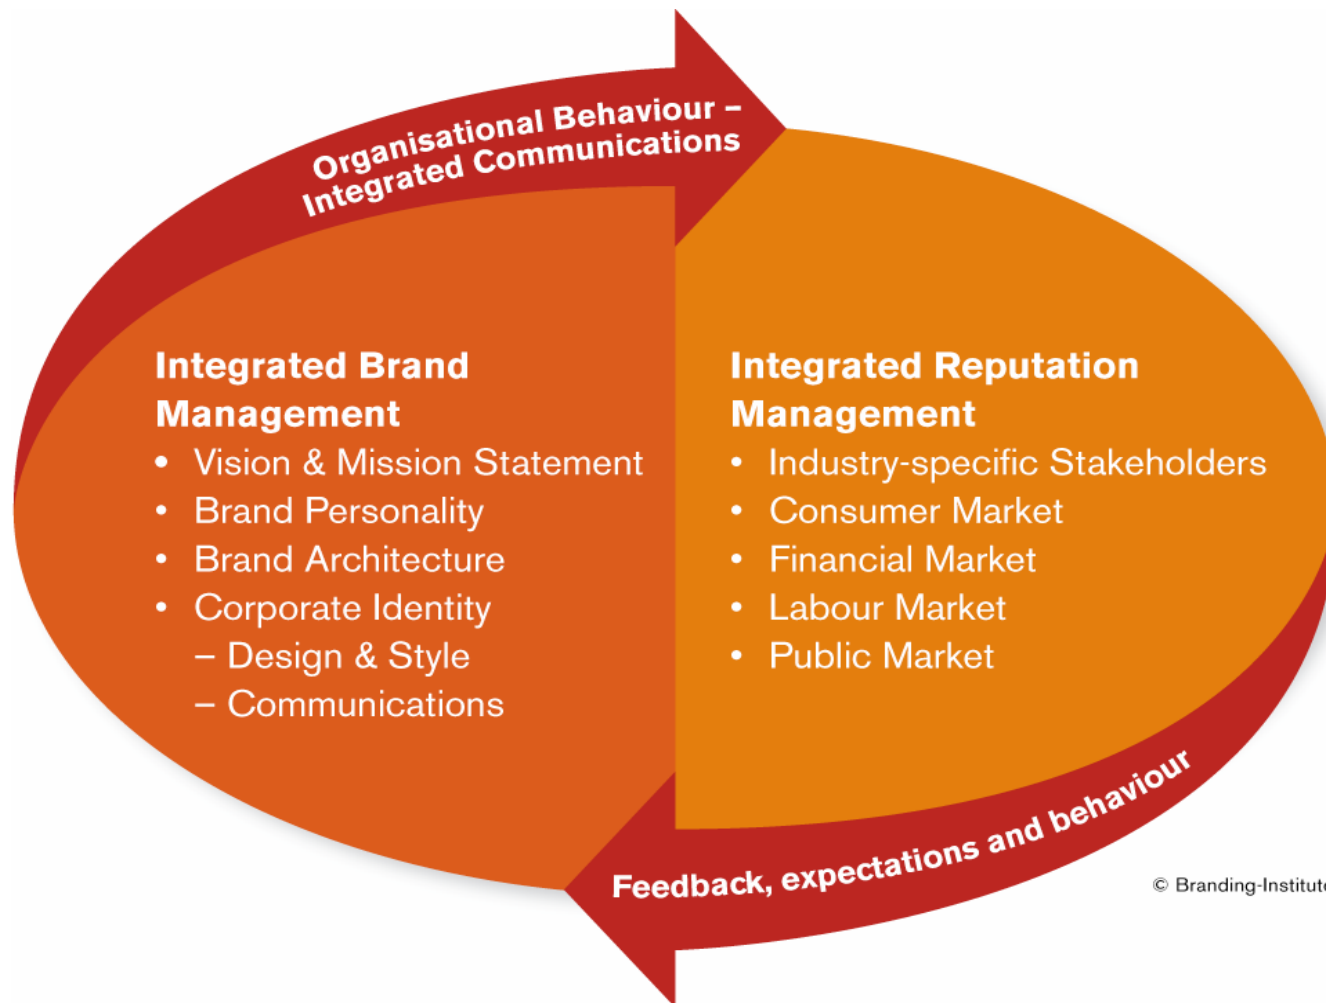 Organisational Behaviour –
Integrated Communications
Integrated Brand
Management
• Vision & Mission Statement
• Brand Personality
• Brand Architecture
• Corporate Identity
– Design & Style
– Communications
Integrated Reputation
Management
• Industry-specific Stakeholders
• Consumer Market
• Financial Market
• Labour Market
• Public Market
Feedback, expectations and behaviour
© Branding-Institute